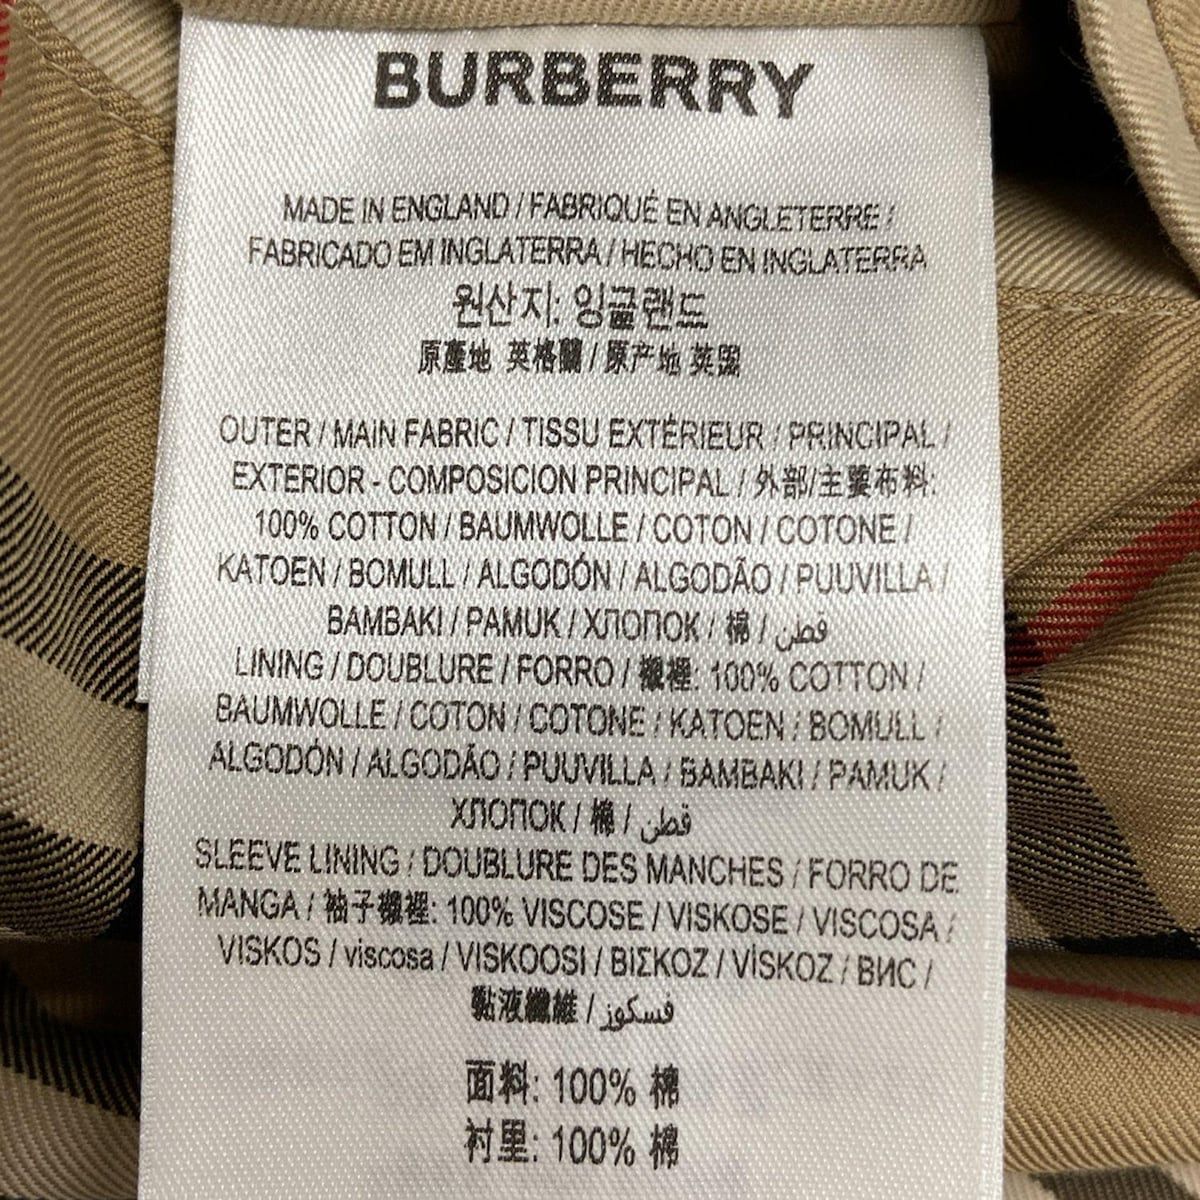 BURBERRY
MADE IN ENGLAND / FABRIQUÉ EN ANGLETERRE /
FABRICADO EM INGLATERRA / HECHO EN INGLATERRA
원산지: 잉글랜드
原產地 英格蘭 / 原产地 英国
OUTER / MAIN FABRIC / TISSU EXTÉRIEUR / PRINCIPAL /
EXTERIOR - COMPOSICION PRINCIPAL / 外部/主要布料:
100% COTTON / BAUMWOLLE / COTON / COTONE /
KATOEN / BOMULL / ALGODÓN / ALGODÃO / PUUVILLA /
BAMBAKI / PAMUK / ХЛОПОК / 棉 / قطن
LINING / DOUBLURE / FORRO / 襯裡: 100% COTTON /
BAUMWOLLE / COTON / COTONE / KATOEN / BOMULL /
ALGODÓN / ALGODÃO / PUUVILLA / BAMBAKI / PAMUK /
ХЛОПОК / 棉 / قطن
SLEEVE LINING / DOUBLURE DES MANCHES / FORRO DE
MANGA / 袖子襯裡: 100% VISCOSE / VISKOSE / VISCOSA /
VISKOS / viscosa / VISKOOSI / ΒΙΣΚΟΖ / VİSKOZ / ВИС /
黏液纖維 / فسكوز
面料: 100% 棉
衬里: 100% 棉